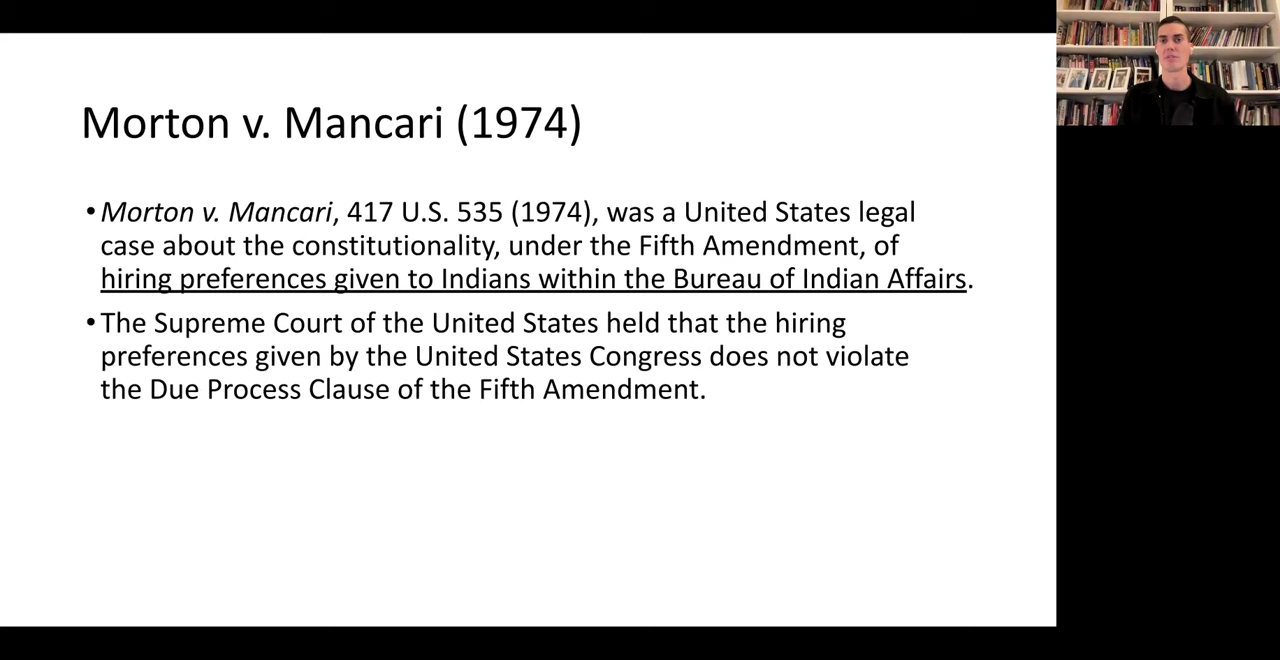 Morton v. Mancari (1974)
•Morton v. Mancari, 417 U.S. 535 (1974), was a United States legal
case about the constitutionality, under the Fifth Amendment, of
hiring preferences given to Indians within the Bureau of Indian Affairs.
•The Supreme Court of the United States held that the hiring
preferences given by the United States Congress does not violate
the Due Process Clause of the Fifth Amendment.